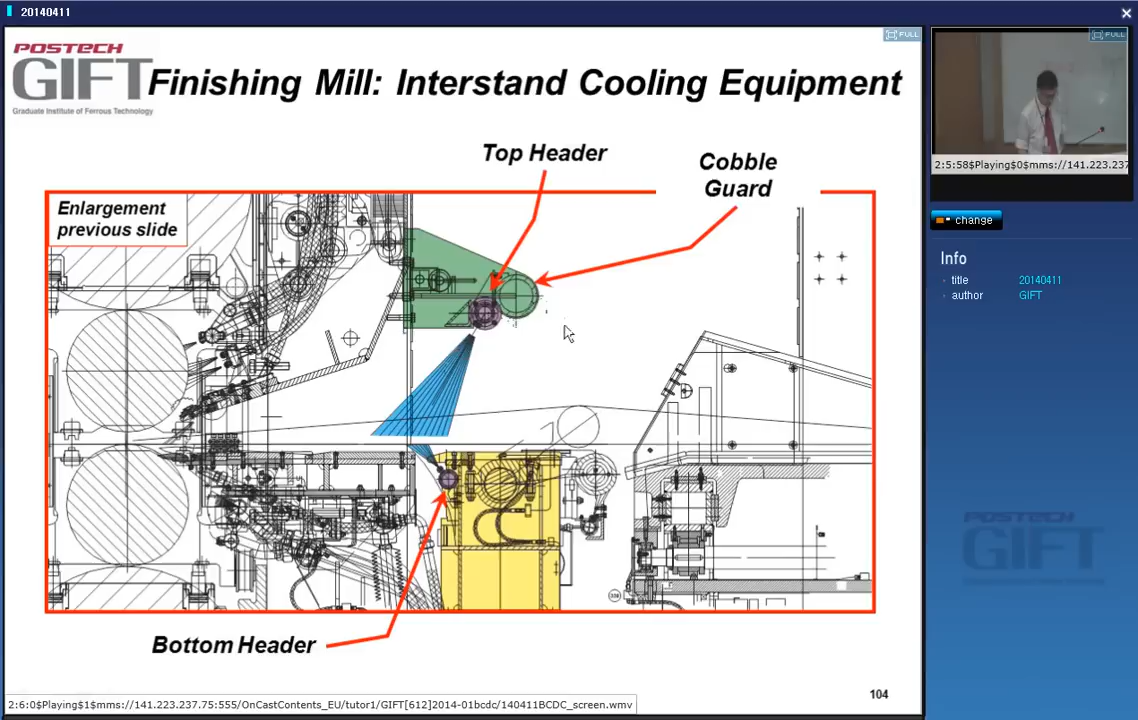 20140411
FULL
POSTECH
GIFT
Graduate Institute of Ferrous Technology
Finishing Mill: Interstand Cooling Equipment
Top Header
Cobble
Guard
Enlargement
previous slide
Bottom Header
104
2:6:0$Playing$1$mms://141.223.237.75:555/OnCastContents_EU/tutor1/GIFT[612]2014-01bcdc/140411BCDC_screen.wmv
FULL
2:5:58$Playing$0$mms://141.223.237
change
Info
title 20140411
author GIFT
POSTECH
GIFT